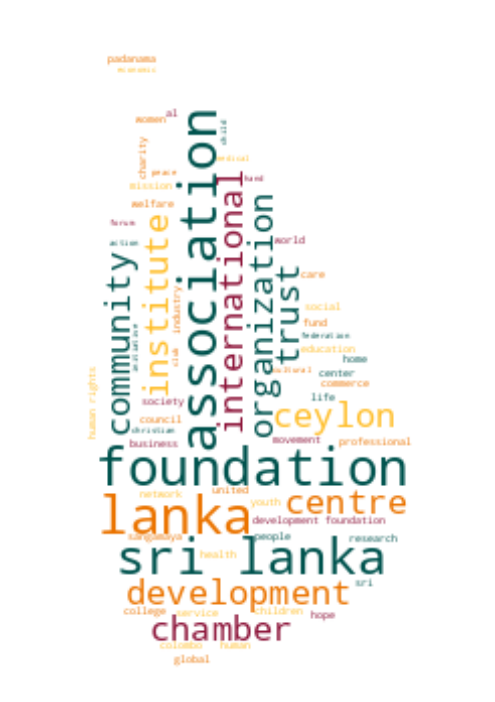 padanama
economic
women
al
child
charity
medical
peace
mission
fund
association
international
welfare
forum
institute
organization
action
world
community
trust
care
industry
social
fund
initiative
federation
risk
education
home
cultural
center
human rights
commerce
life
society
ceylon
council
christian
business
movement
professional
foundation
network
united
lanka
youth
centre
development foundation
sangamaya
people
research
sri lanka
health
sri
development
college
service
children
hope
chamber
colombo
human
global